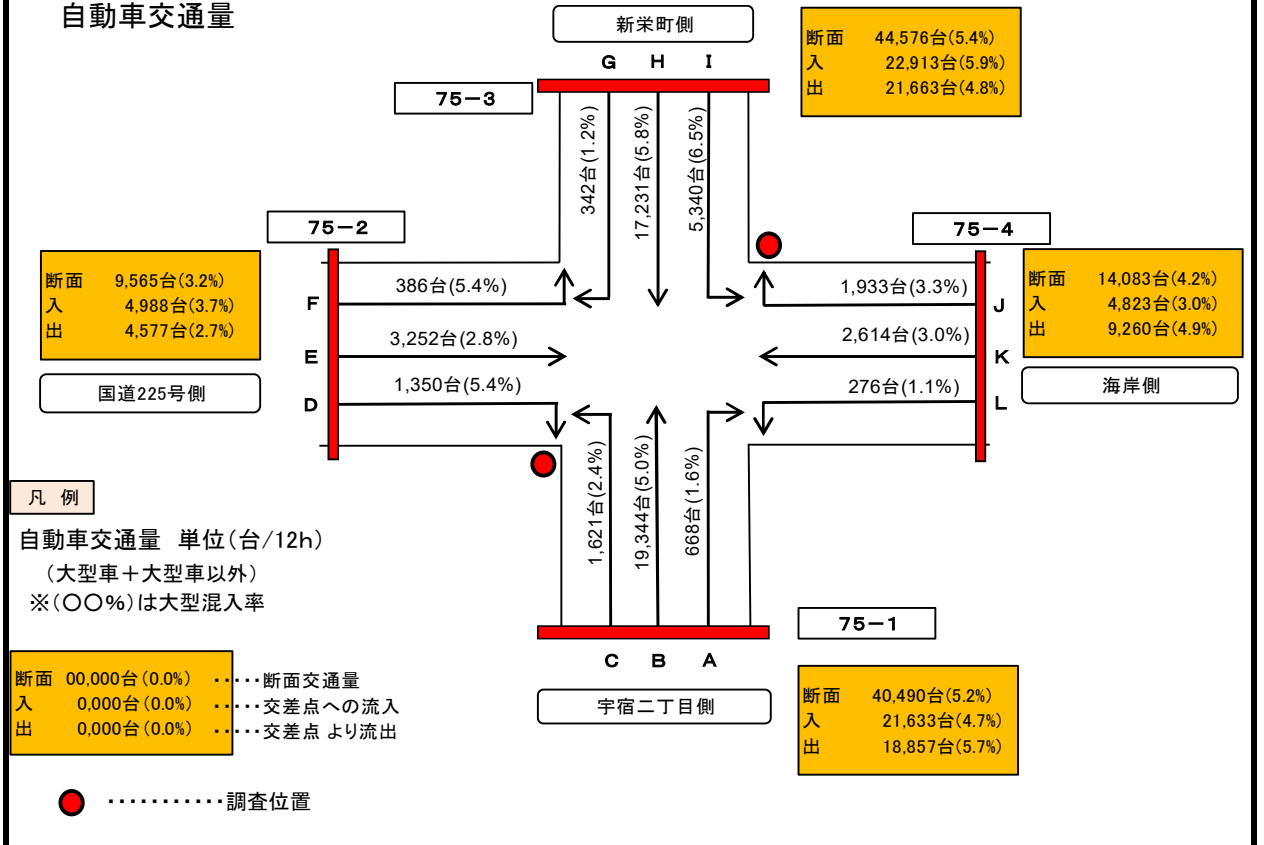 自動車交通量
新栄町側
断面 44,576台(5.4%)
入 22,913台(5.9%)
出 21,663台(4.8%)
G H I
75-3
342台(1.2%)
17,231台(5.8%)
5,340台(6.5%)
75-2
75-4
断面 9,565台(3.2%)
入 4,988台(3.7%)
出 4,577台(2.7%)
国道225号側
F
386台(5.4%)
E
3,252台(2.8%)
D
1,350台(5.4%)
1,933台(3.3%)
J
2,614台(3.0%)
K
276台(1.1%)
L
断面 14,083台(4.2%)
入 4,823台(3.0%)
出 9,260台(4.9%)
海岸側
1,621台(2.4%)
19,344台(5.0%)
668台(1.6%)
C B A
75-1
宇宿二丁目側
断面 40,490台(5.2%)
入 21,633台(4.7%)
出 18,857台(5.7%)
凡 例
自動車交通量 単位(台/12h)
(大型車+大型車以外)
※(〇〇%)は大型混入率
断面 00,000台(0.0%) ・・・・・断面交通量
入 0,000台(0.0%) ・・・・・交差点への流入
出 0,000台(0.0%) ・・・・・交差点 より流出
・・・・・・・・・・・調査位置